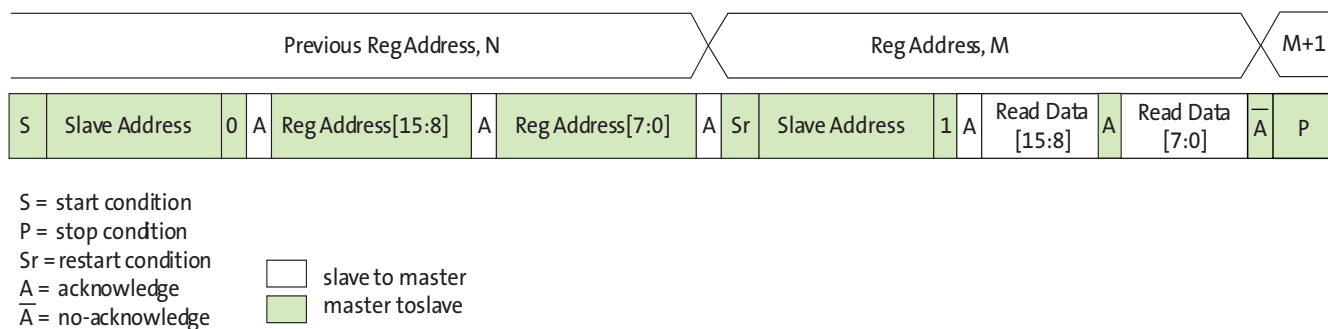 Previous Reg Address, N Reg Address, M M+1
S Slave Address 0 A Reg Address[15:8] A Reg Address[7:0] A Sr Slave Address 1 A Read Data [15:8] A Read Data [7:0] A̅ P
S = start condition
P = stop condition
Sr = restart condition
A = acknowledge
A̅ = no-acknowledge
slave to master
master toslave